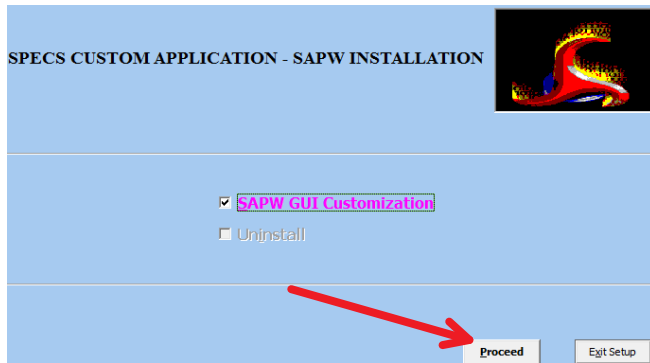 SPECS CUSTOM APPLICATION - SAPW INSTALLATION
SAPW GUI Customization
Uninstall
Proceed
Exit Setup